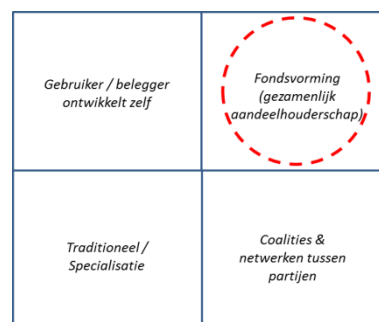 Gebruiker / belegger
ontwikkelt zelf
Fondsvorming
(gezamenlijk
aandeelhouderschap)
Traditioneel /
Specialisatie
Coalities &
netwerken tussen
partijen